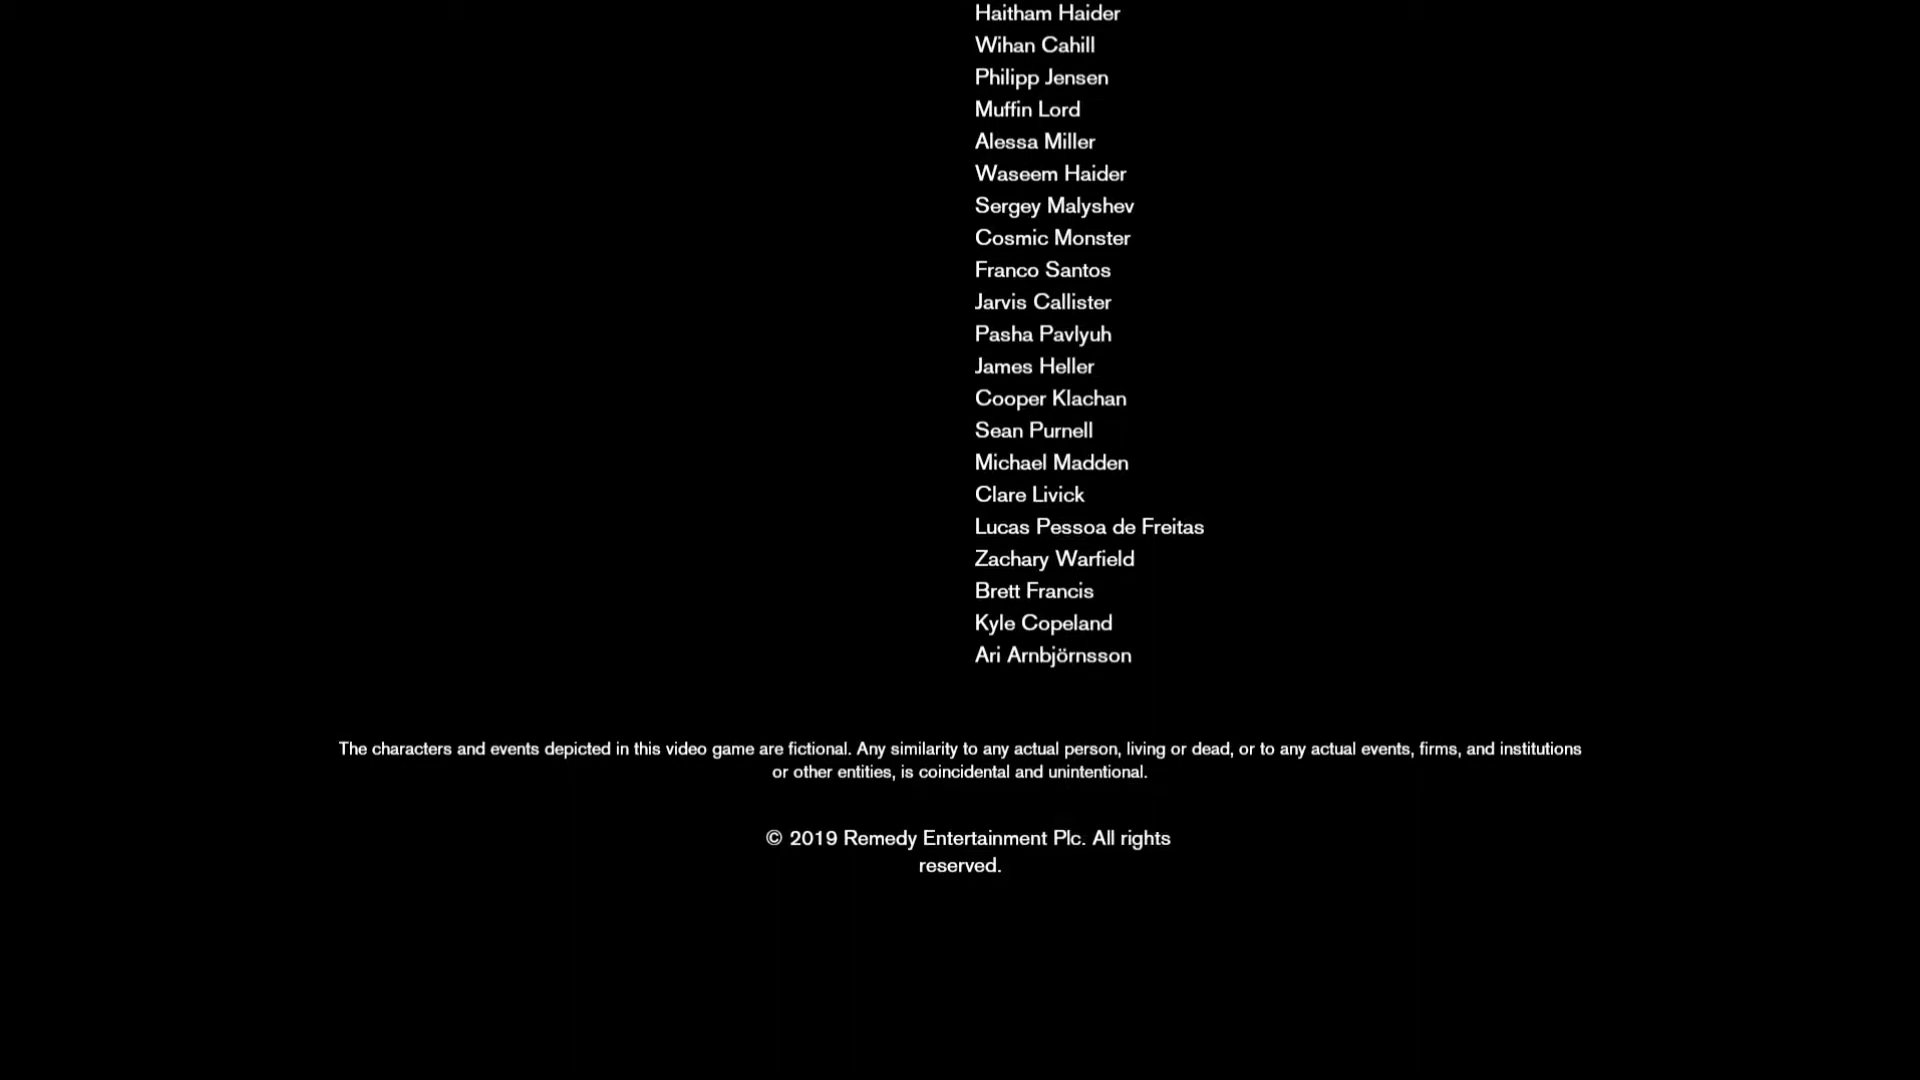 Haitham Haider
Wihan Cahill
Philipp Jensen
Muffin Lord
Alessa Miller
Waseem Haider
Sergey Malyshev
Cosmic Monster
Franco Santos
Jarvis Callister
Pasha Pavlyuh
James Heller
Cooper Klachan
Sean Purnell
Michael Madden
Clare Livick
Lucas Pessoa de Freitas
Zachary Warfield
Brett Francis
Kyle Copeland
Ari Arnbjörnsson
The characters and events depicted in this video game are fictional. Any similarity to any actual person, living or dead, or to any actual events, firms, and institutions
or other entities, is coincidental and unintentional.
© 2019 Remedy Entertainment Plc. All rights
reserved.